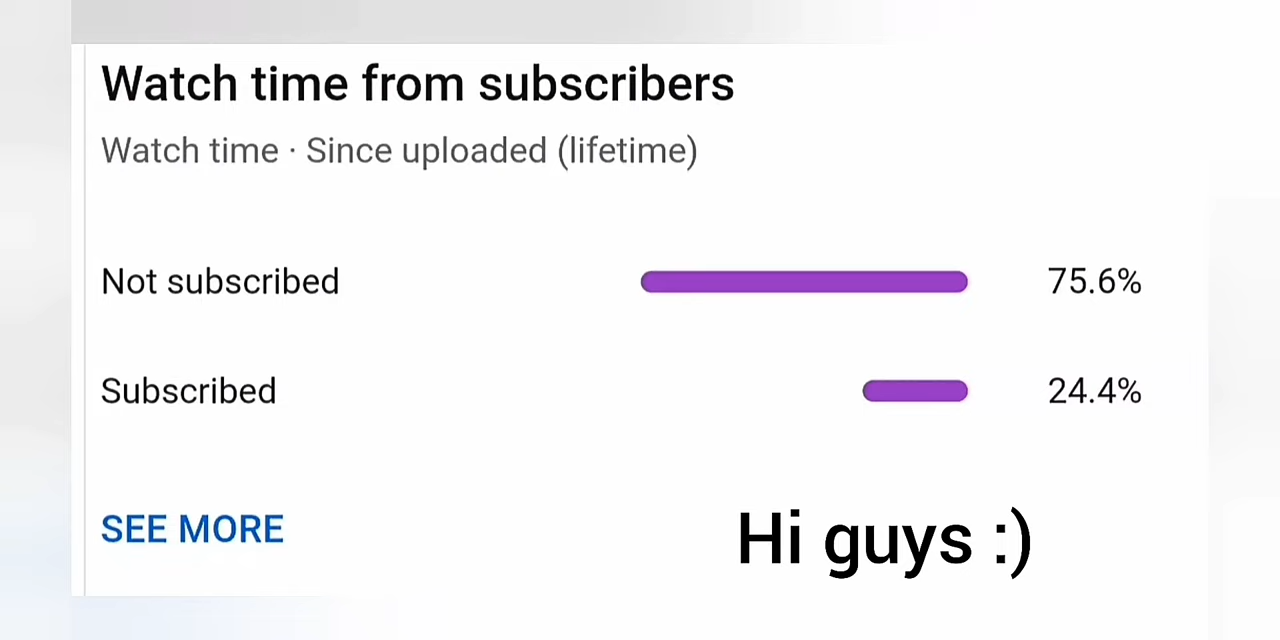 Watch time from subscribers
Watch time · Since uploaded (lifetime)
Not subscribed 75.6%
Subscribed 24.4%
SEE MORE
Hi guys :)